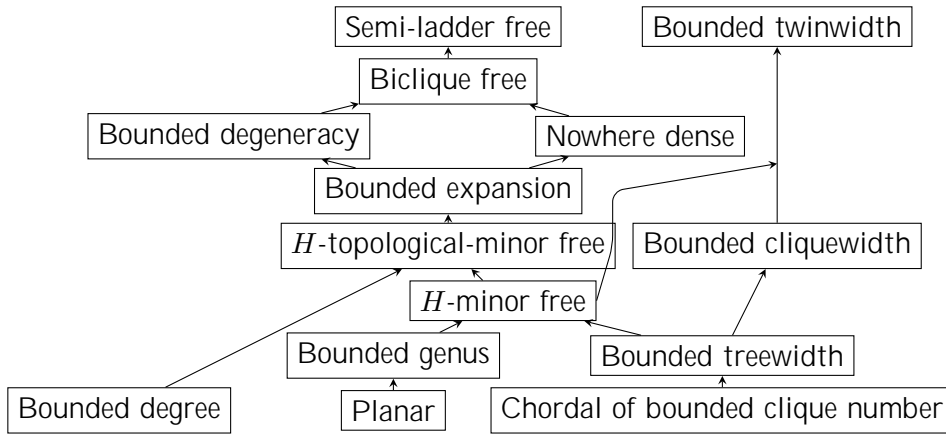 Semi-ladder free
Bounded twinwidth
Biclique free
Bounded degeneracy
Nowhere dense
Bounded expansion
H-topological-minor free
Bounded cliquewidth
H-minor free
Bounded genus
Bounded treewidth
Bounded degree
Planar
Chordal of bounded clique number